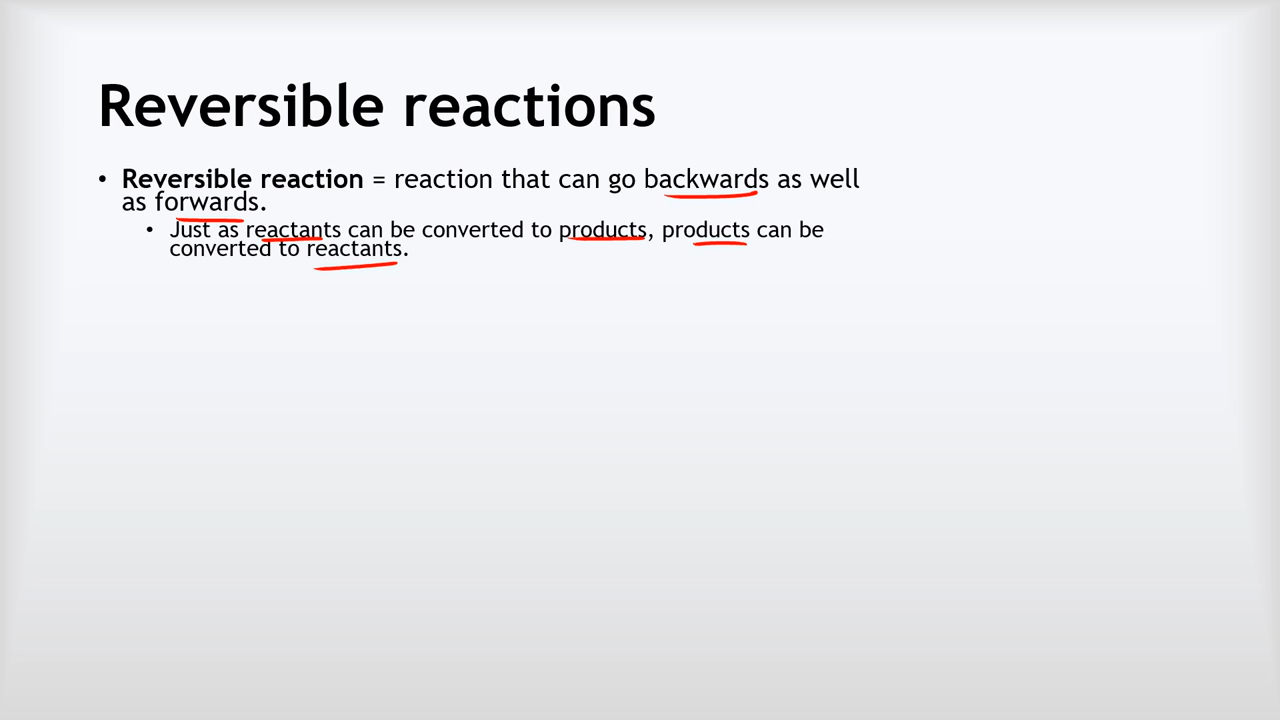 Reversible reactions
• Reversible reaction = reaction that can go backwards as well
as forwards.
• Just as reactants can be converted to products, products can be
converted to reactants.